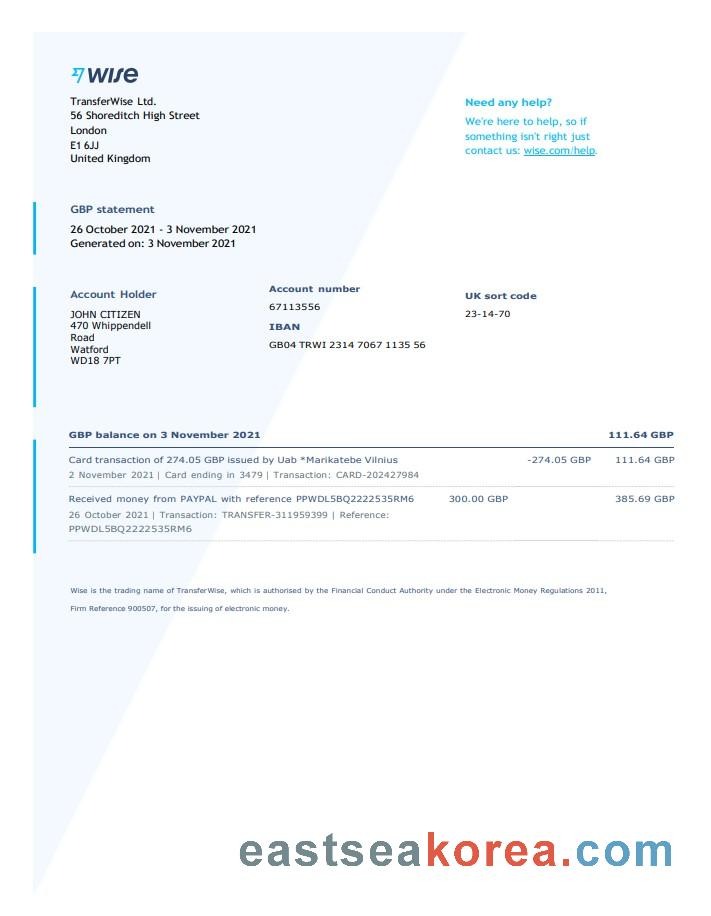 wise
TransferWise Ltd.
56 Shoreditch High Street
London
E1 6JJ
United Kingdom
Need any help?
We're here to help, so if
something isn't right just
contact us: wise.com/help.
GBP statement
26 October 2021 - 3 November 2021
Generated on: 3 November 2021
Account Holder
JOHN CITIZEN
470 Whippendell
Road
Watford
WD18 7PT
Account number
67113556
IBAN
GB04 TRWI 2314 7067 1135 56
UK sort code
23-14-70
GBP balance on 3 November 2021 111.64 GBP
Card transaction of 274.05 GBP issued by Uab *Marikatebe Vilnius -274.05 GBP 111.64 GBP
2 November 2021 | Card ending in 3479 | Transaction: CARD-202427984
Received money from PAYPAL with reference PPWDL5BQ2222535RM6 300.00 GBP 385.69 GBP
26 October 2021 | Transaction: TRANSFER-311959399 | Reference:
PPWDL5BQ2222535RM6
Wise is the trading name of TransferWise, which is authorised by the Financial Conduct Authority under the Electronic Money Regulations 2011,
Firm Reference 900507, for the issuing of electronic money.
eastseakorea.com